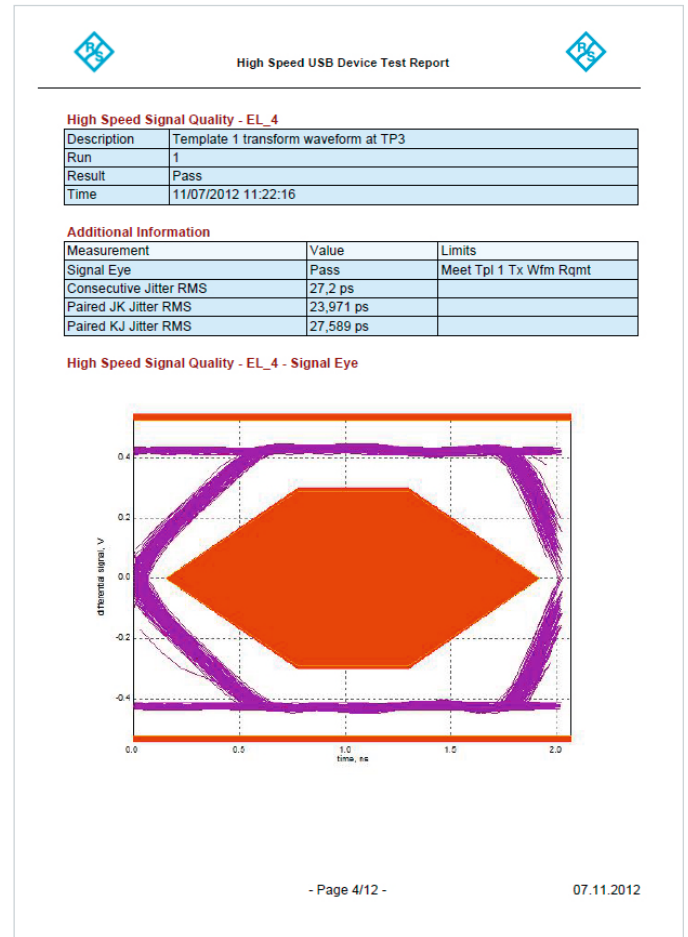 R&S
High Speed USB Device Test Report
R&S
High Speed Signal Quality - EL_4
Description Template 1 transform waveform at TP3
Run 1
Result Pass
Time 11/07/2012 11:22:16
Additional Information
Measurement Value Limits
Signal Eye Pass Meet Tpl 1 Tx Wfm Rqmt
Consecutive Jitter RMS 27,2 ps
Paired JK Jitter RMS 23,971 ps
Paired KJ Jitter RMS 27,589 ps
High Speed Signal Quality - EL_4 - Signal Eye
differential signal, V
0.4
0.2
0.0
-0.2
-0.4
0.0 0.5 1.0 1.5 2.0
time, ns
- Page 4/12 - 07.11.2012